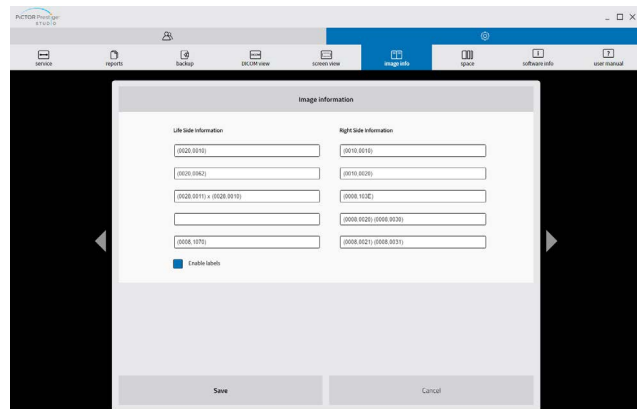 PiCTOR Prestige
STUDIO
service
reports
backup
DICOM view
screen view
image info
space
software info
user manual
Image information
Life Side Information
Right Side Information
(0020,0010)
(0010,0010)
(0020,0062)
(0010,0020)
(0028,0011) x (0028,0010)
(0008,103E)
(0008,0020) (0008,0030)
(0008,1070)
(0008,0021) (0008,0031)
Enable labels
Save
Cancel